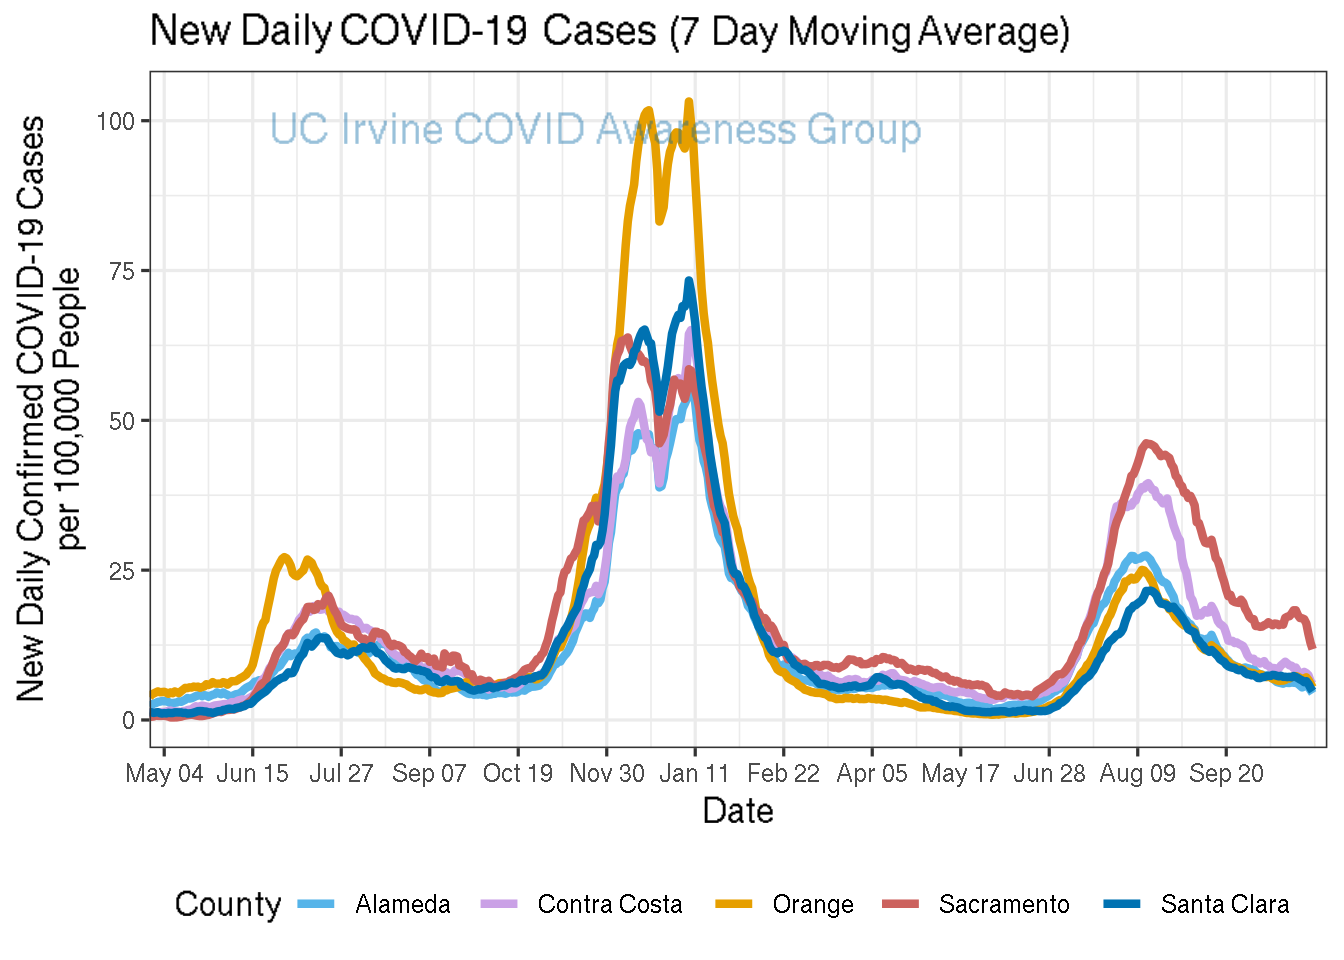 New Daily COVID-19 Cases (7 Day Moving Average)
UC Irvine COVID Awareness Group
New Daily Confirmed COVID-19 Cases
per 100,000 People
100
75
50
25
0
May 04 Jun 15 Jul 27 Sep 07 Oct 19 Nov 30 Jan 11 Feb 22 Apr 05 May 17 Jun 28 Aug 09 Sep 20
Date
County Alameda Contra Costa Orange Sacramento Santa Clara